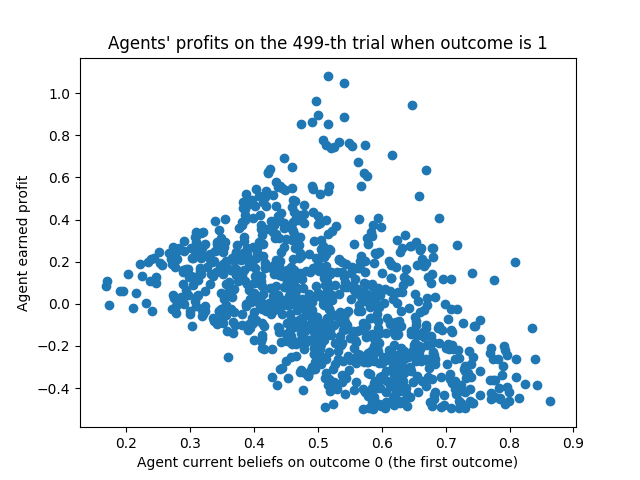 Agents' profits on the 499-th trial when outcome is 1
1.0
0.8
0.6
0.4
0.2
0.0
−0.2
−0.4
Agent earned profit
0.2 0.3 0.4 0.5 0.6 0.7 0.8 0.9
Agent current beliefs on outcome 0 (the first outcome)